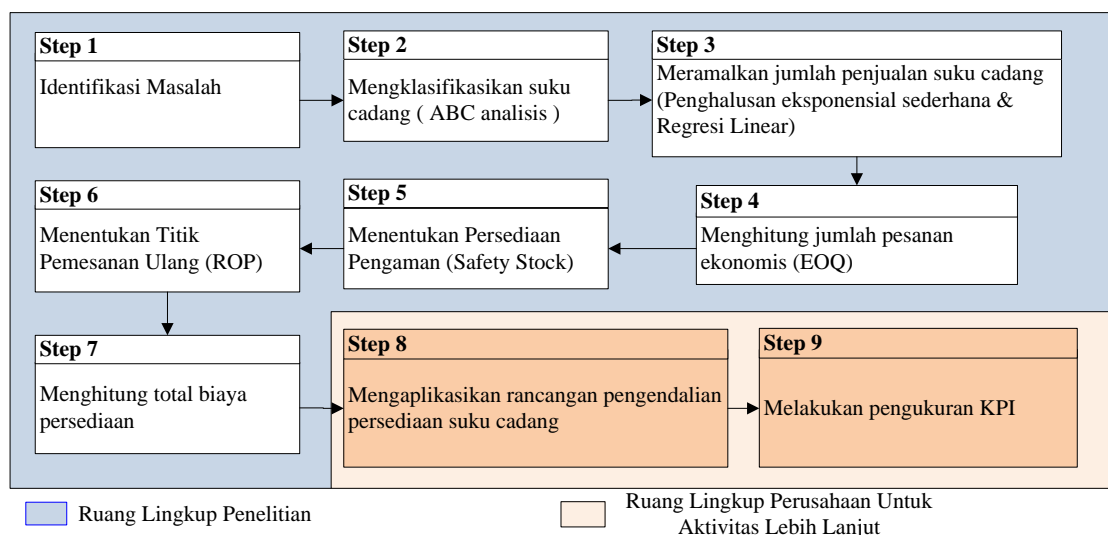 Step 1
Identifikasi Masalah
Step 2
Mengklasifikasikan suku
cadang ( ABC analisis )
Step 3
Meramalkan jumlah penjualan suku cadang
(Penghalusan eksponensial sederhana &
Regresi Linear)
Step 4
Menghitung jumlah pesanan
ekonomis (EOQ)
Step 5
Menentukan Persediaan
Pengaman (Safety Stock)
Step 6
Menentukan Titik
Pemesanan Ulang (ROP)
Step 7
Menghitung total biaya
persediaan
Step 8
Mengaplikasikan rancangan pengendalian
persediaan suku cadang
Step 9
Melakukan pengukuran KPI
Ruang Lingkup Penelitian
Ruang Lingkup Perusahaan Untuk
Aktivitas Lebih Lanjut